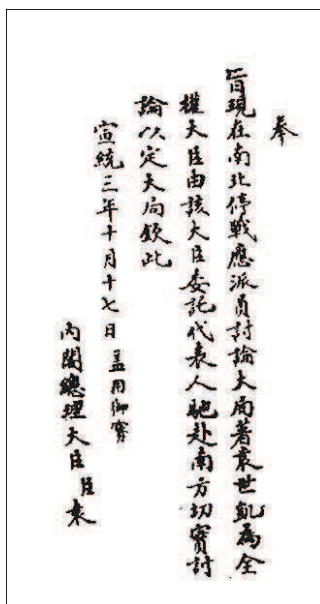 奉
旨現在南北停戰應派員討論大局著袁世凱為全
權大臣由該大臣委託代表人馳赴南方切實討
論以定大局欽此
宣統三年十月十七日 蓋用御寶
內閣總理大臣臣袁